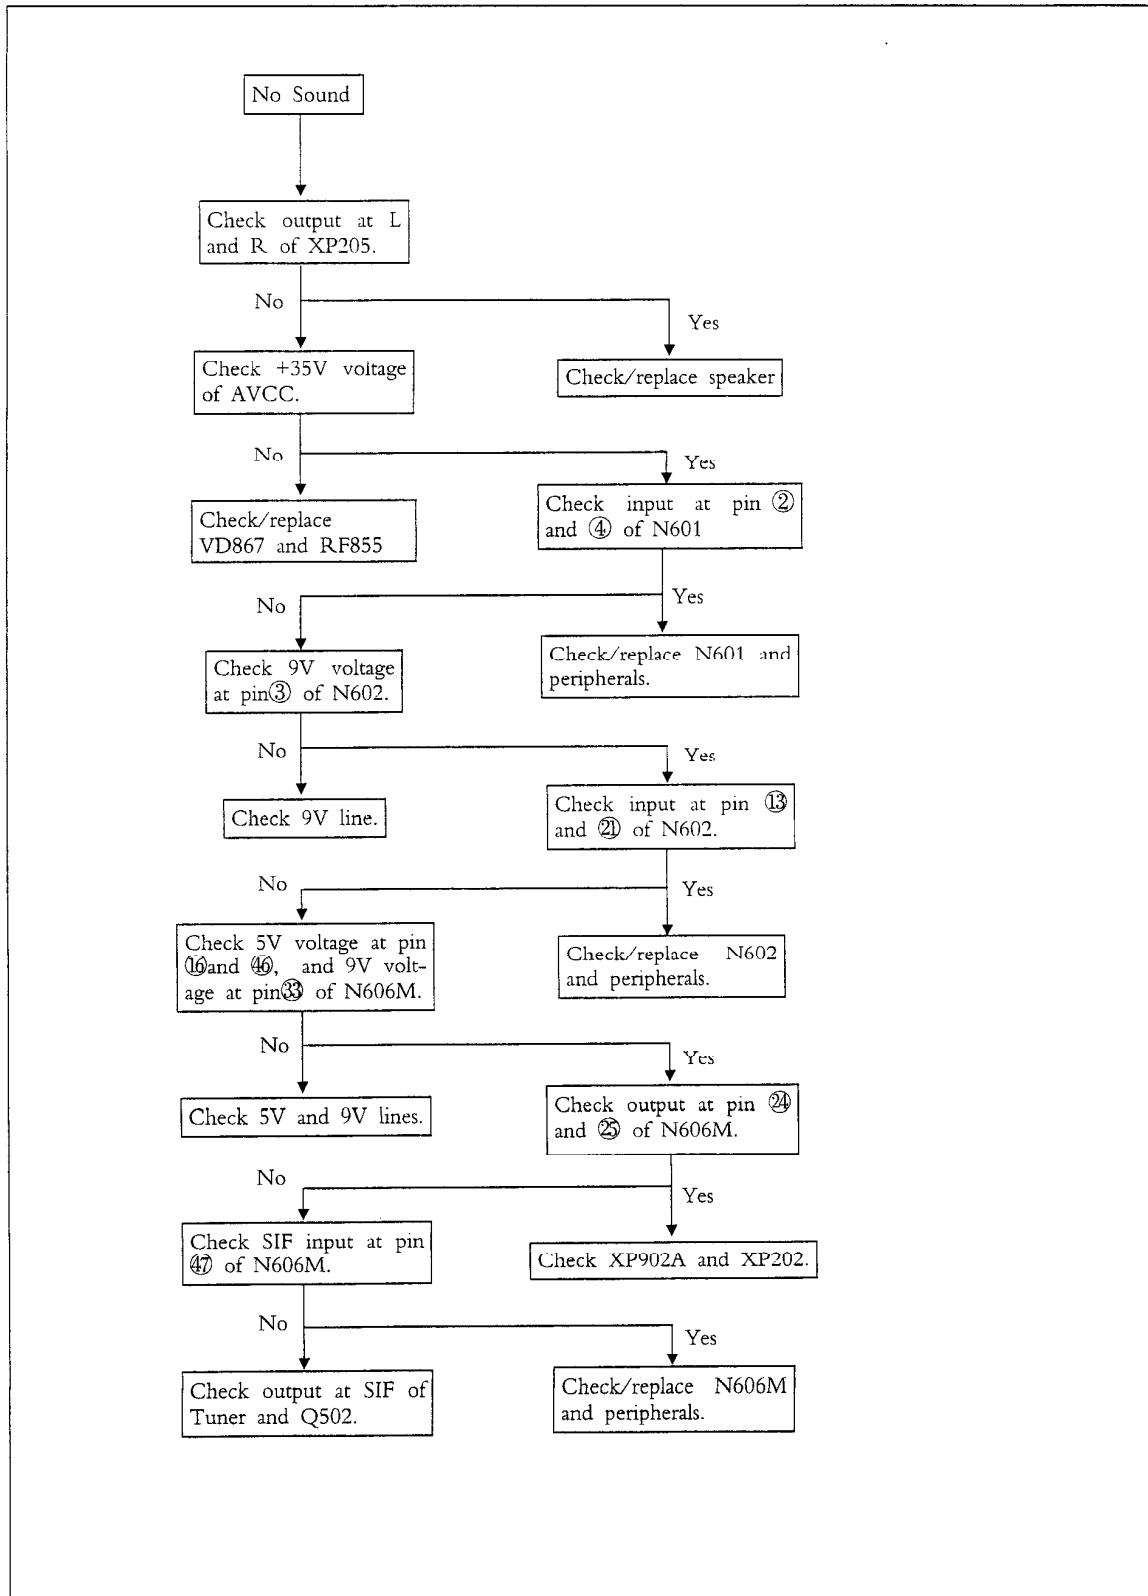 No Sound
Check output at L
and R of XP205.
No
Yes
Check +35V voltage
of AVCC.
Check/replace speaker
No
Yes
Check/replace
VD867 and RF855
Check input at pin ②
and ④ of N601
No
Yes
Check 9V voltage
at pin③ of N602.
Check/replace N601 and
peripherals.
No
Yes
Check 9V line.
Check input at pin ⑬
and ㉑ of N602.
No
Yes
Check 5V voltage at pin
⑯and ㊻, and 9V volt-
age at pin㉝ of N606M.
Check/replace N602
and peripherals.
No
Yes
Check 5V and 9V lines.
Check output at pin ㉔
and ㉕ of N606M.
No
Yes
Check SIF input at pin
㊼ of N606M.
Check XP902A and XP202.
No
Yes
Check output at SIF of
Tuner and Q502.
Check/replace N606M
and peripherals.